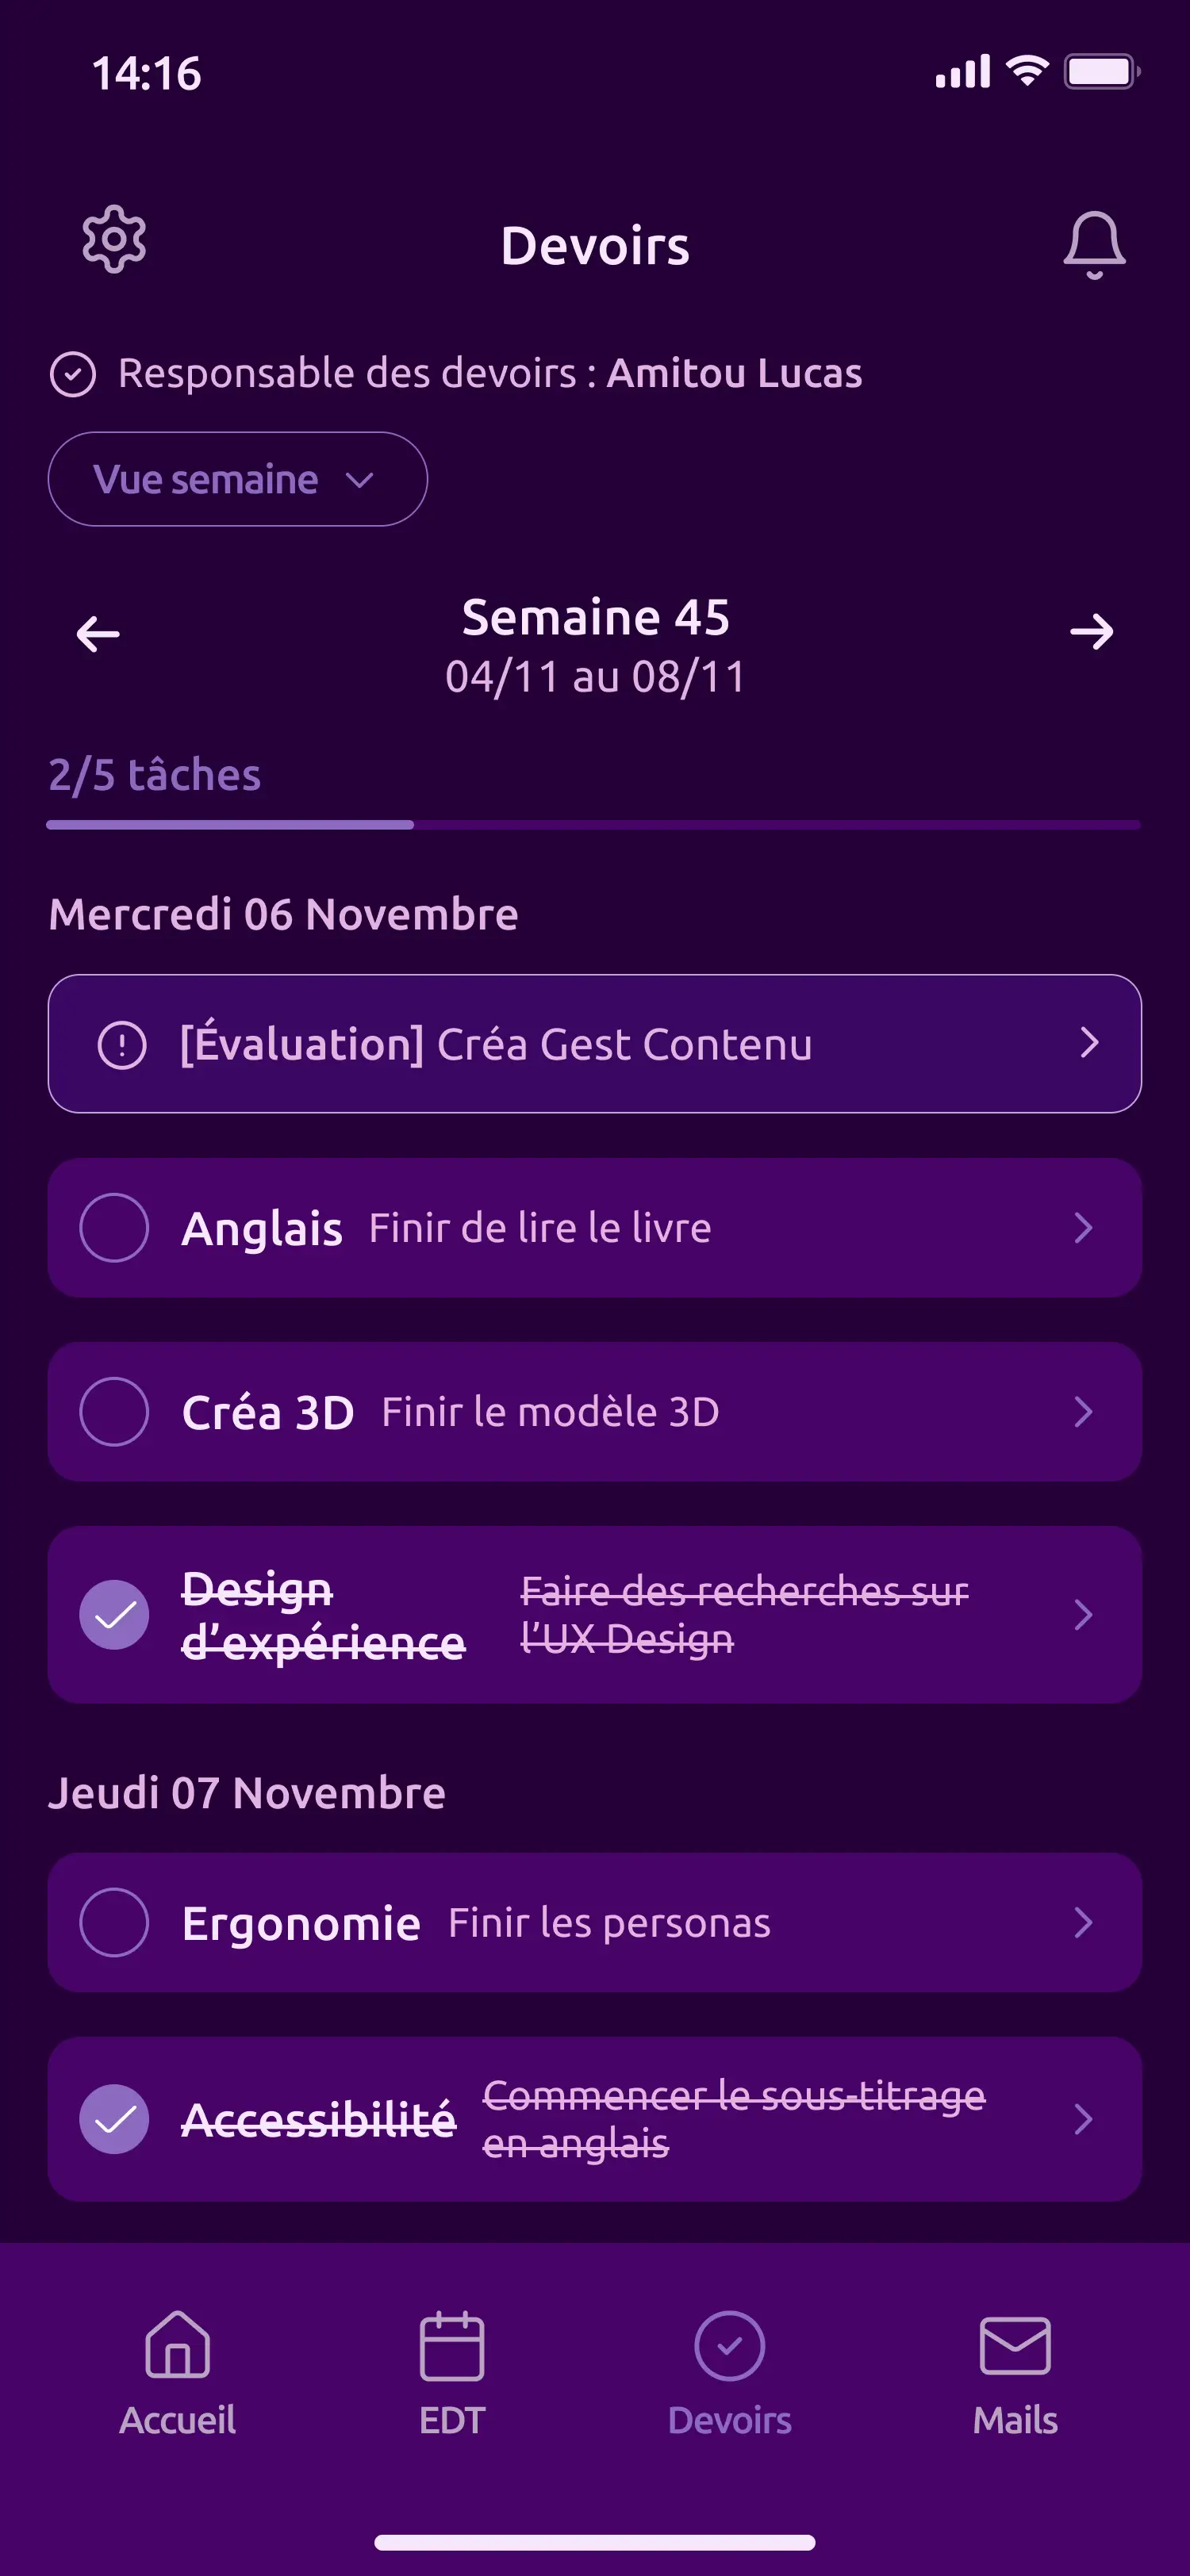 14:16
Devoirs
Responsable des devoirs : Amitou Lucas
Vue semaine
Semaine 45
04/11 au 08/11
2/5 tâches
Mercredi 06 Novembre
[Évaluation] Créa Gest Contenu
Anglais Finir de lire le livre
Créa 3D Finir le modèle 3D
Design
d’expérience
Faire des recherches sur
l’UX Design
Jeudi 07 Novembre
Ergonomie Finir les personas
Accessibilité
Commencer le sous-titrage
en anglais
Accueil
EDT
Devoirs
Mails